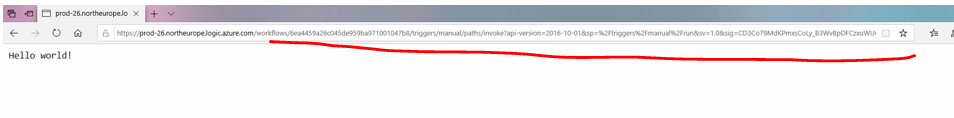 prod-26.northeurope.lo
https://prod-26.northeurope.logic.azure.com/workflows/6ea4459a26c045de959ba971001047b8/triggers/manual/paths/invoke?api-version=2016-10-01&sp=%2Ftriggers%2Fmanual%2Frun&sv=1.0&sig=CD3Co79MdKPmxsCoLy_B3WvBpDFCzxuWU
Hello world!